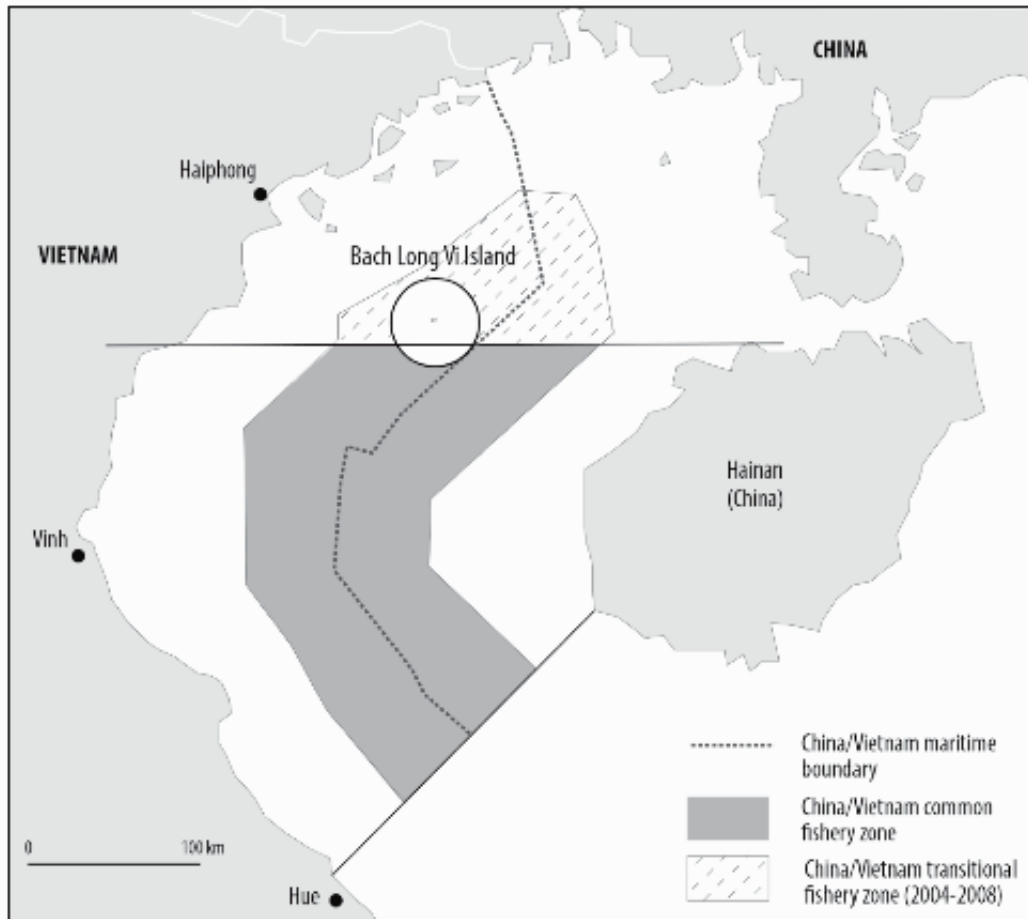 CHINA
Haiphong
VIETNAM
Bach Long Vi Island
Hainan
(China)
Vinh
China/Vietnam maritime
boundary
China/Vietnam common
fishery zone
0 100 km
China/Vietnam transitional
fishery zone (2004-2008)
Hue